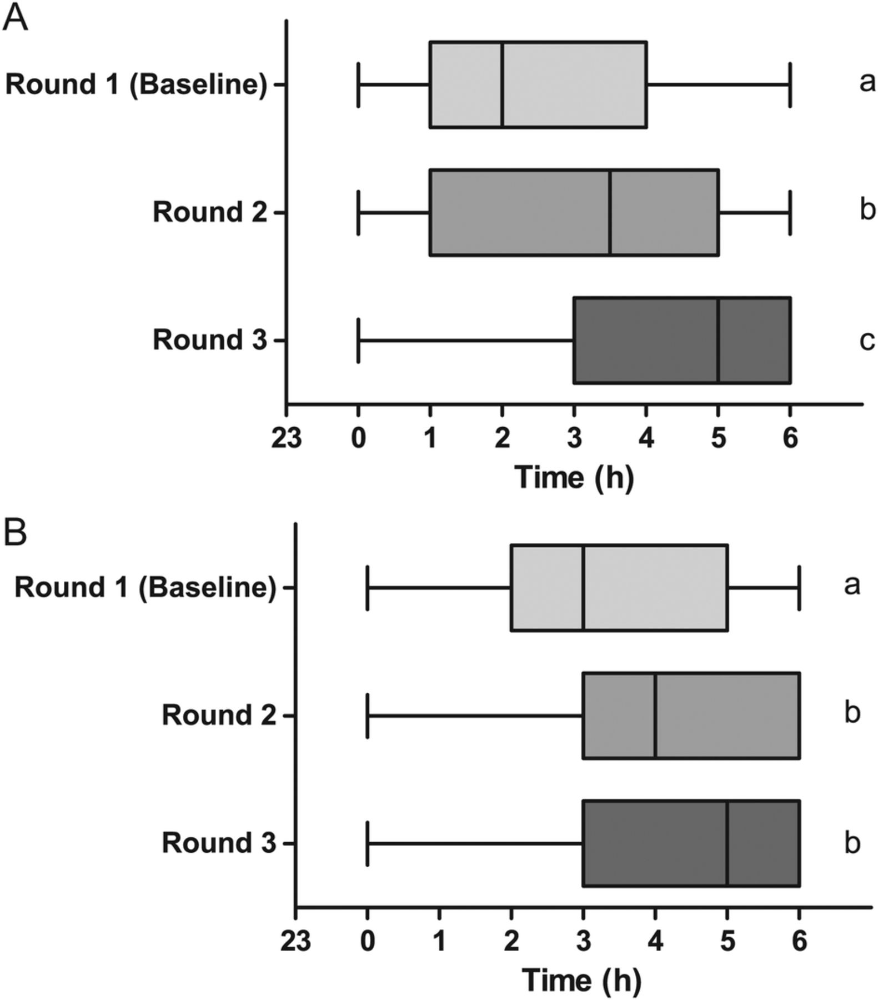 A
Round 1 (Baseline) a
Round 2 b
Round 3 c
23 0 1 2 3 4 5 6
Time (h)
B
Round 1 (Baseline) a
Round 2 b
Round 3 b
23 0 1 2 3 4 5 6
Time (h)